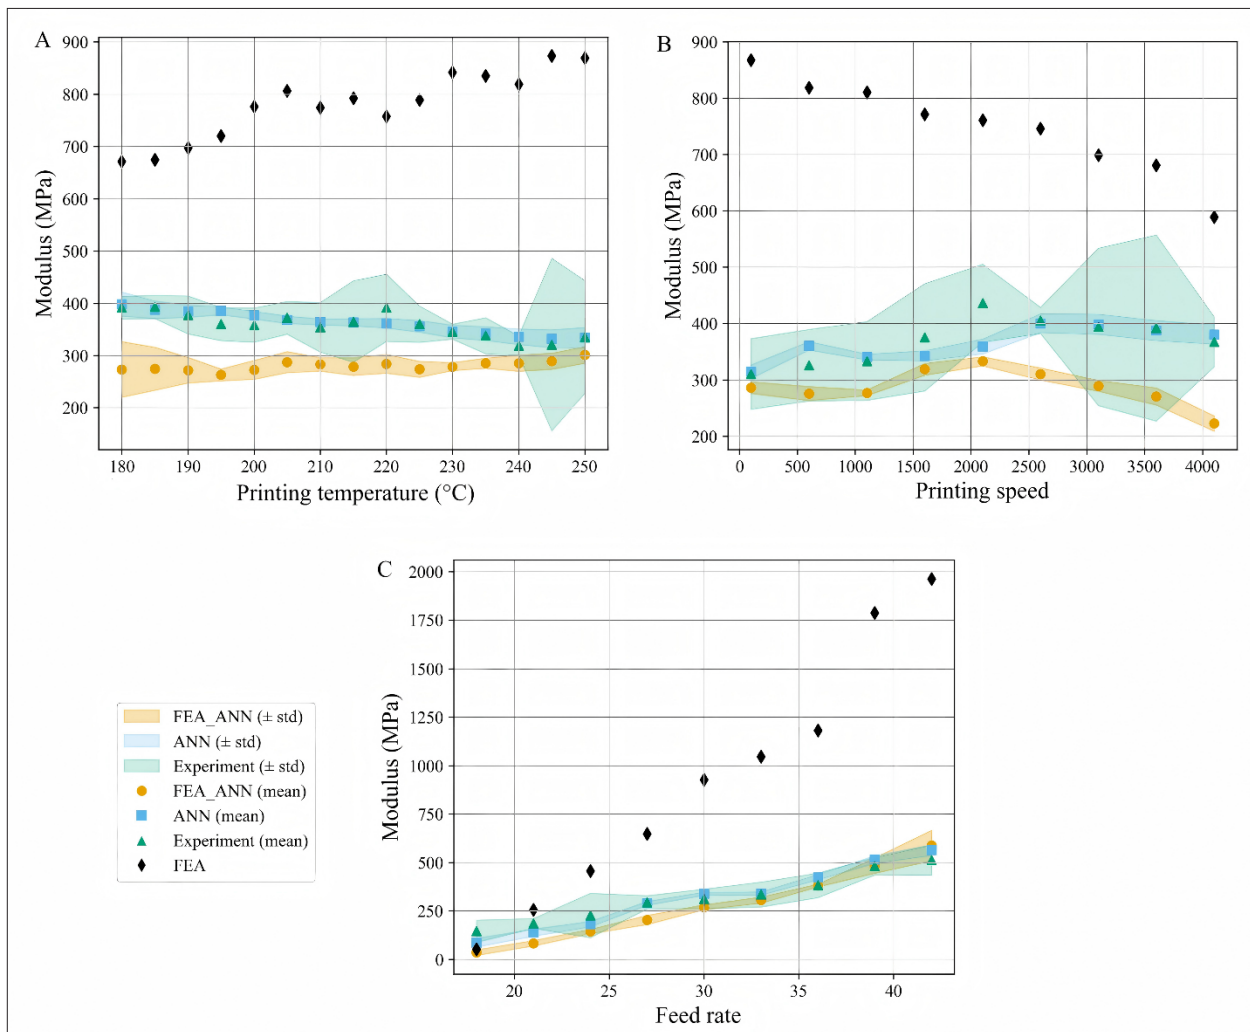 A
900
800
700
600
500
400
300
200
Modulus (MPa)
180 190 200 210 220 230 240 250
Printing temperature (°C)
B
900
800
700
600
500
400
300
200
Modulus (MPa)
0 500 1000 1500 2000 2500 3000 3500 4000
Printing speed
C
2000
1750
1500
1250
1000
750
500
250
0
Modulus (MPa)
20 25 30 35 40
Feed rate
FEA_ANN (± std)
ANN (± std)
Experiment (± std)
FEA_ANN (mean)
ANN (mean)
Experiment (mean)
FEA